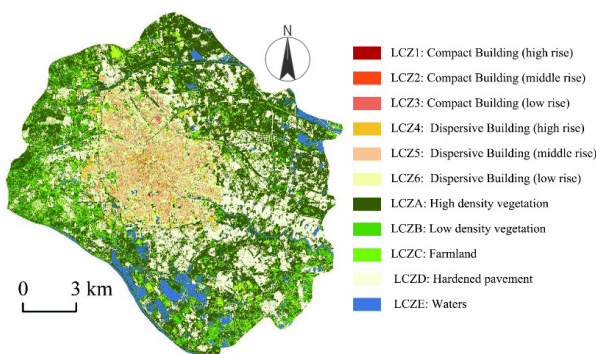 N
LCZ1: Compact Building (high rise)
LCZ2: Compact Building (middle rise)
LCZ3: Compact Building (low rise)
LCZ4: Dispersive Building (high rise)
LCZ5: Dispersive Building (middle rise)
LCZ6: Dispersive Building (low rise)
LCZA: High density vegetation
LCZB: Low density vegetation
LCZC: Farmland
LCZD: Hardened pavement
LCZE: Waters
0 3 km